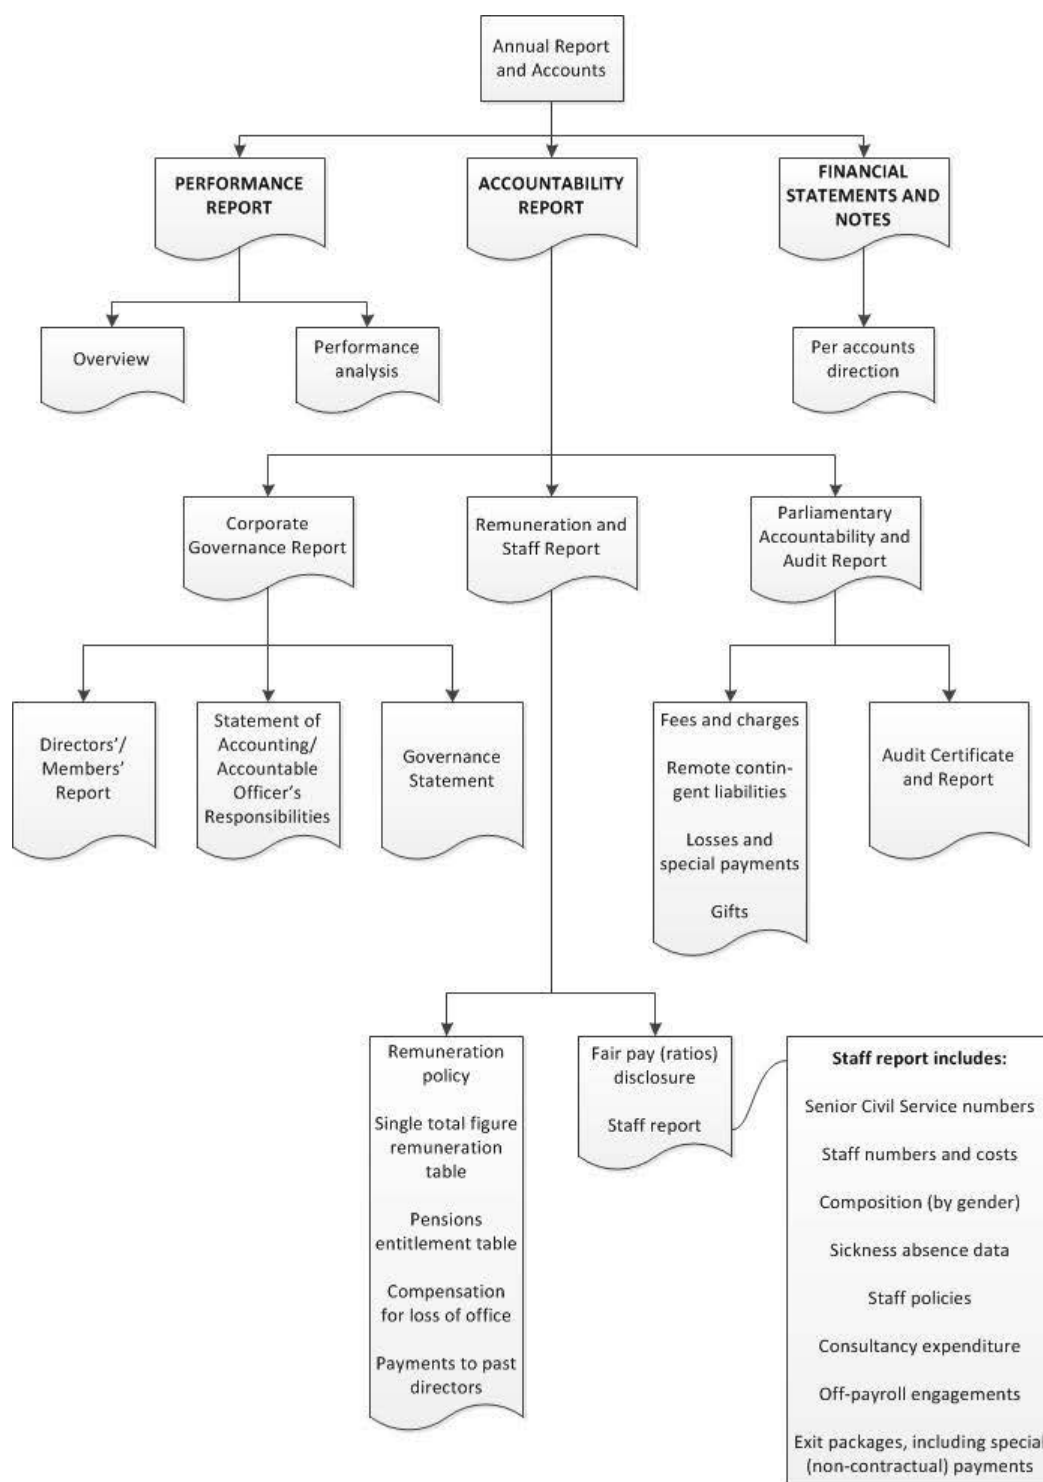 Annual Report
and Accounts
PERFORMANCE
REPORT
ACCOUNTABILITY
REPORT
FINANCIAL
STATEMENTS AND
NOTES
Overview
Performance
analysis
Per accounts
direction
Corporate
Governance Report
Remuneration and
Staff Report
Parliamentary
Accountability and
Audit Report
Directors’/
Members’
Report
Statement of
Accounting/
Accountable
Officer’s
Responsibilities
Governance
Statement
Fees and charges
Remote contin-
gent liabilities
Losses and
special payments
Gifts
Audit Certificate
and Report
Remuneration
policy
Single total figure
remuneration
table
Pensions
entitlement table
Compensation
for loss of office
Payments to past
directors
Fair pay (ratios)
disclosure
Staff report
Staff report includes:
Senior Civil Service numbers
Staff numbers and costs
Composition (by gender)
Sickness absence data
Staff policies
Consultancy expenditure
Off-payroll engagements
Exit packages, including special
(non-contractual) payments